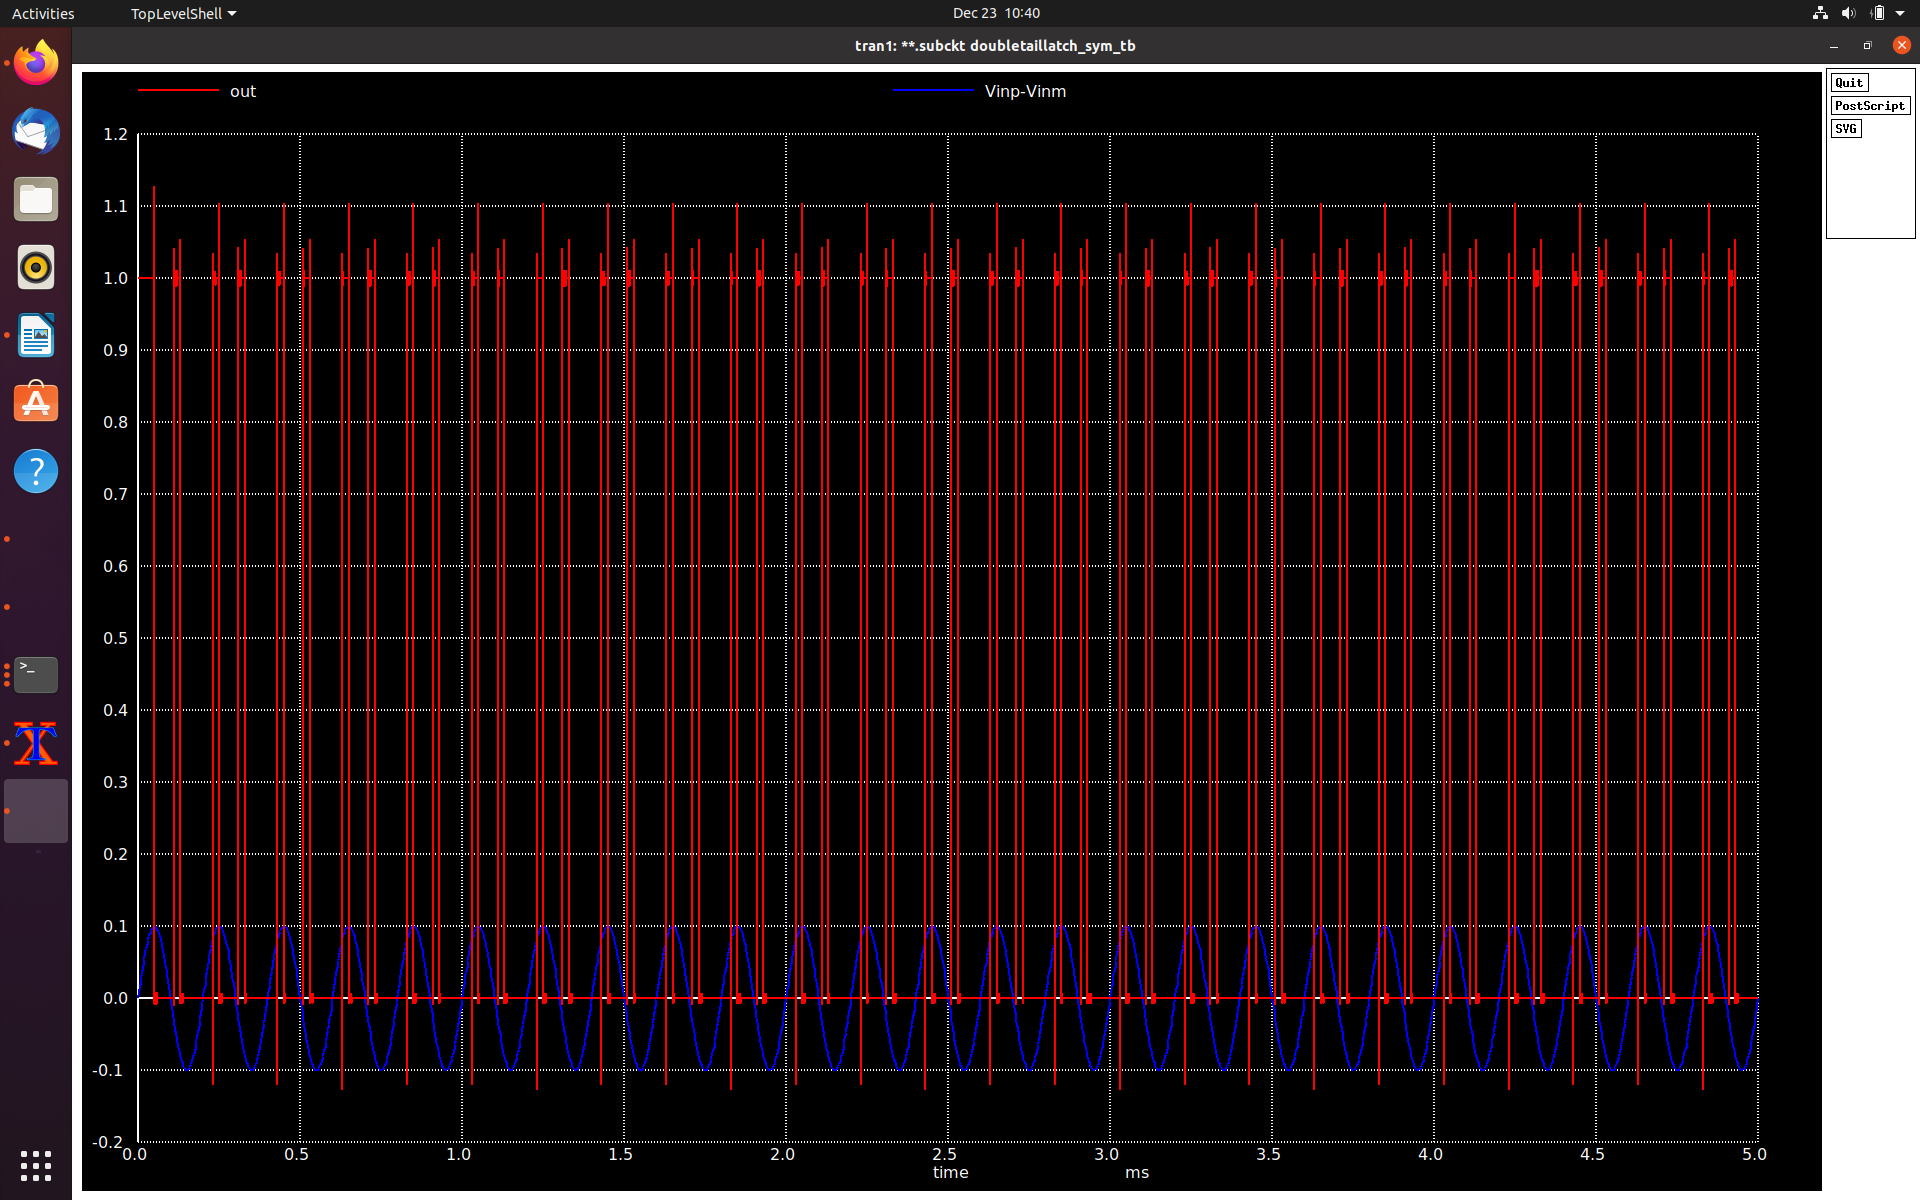 Activities
TopLevelShell
Dec 23 10:40
tran1: **.subckt doubletaillatch_sym_tb
Quit
PostScript
SVG
out
Vinp-Vinm
1.2
1.1
1.0
0.9
0.8
0.7
0.6
0.5
0.4
0.3
0.2
0.1
0.0
-0.1
-0.2
0.0 0.5 1.0 1.5 2.0 2.5 3.0 3.5 4.0 4.5 5.0
time ms